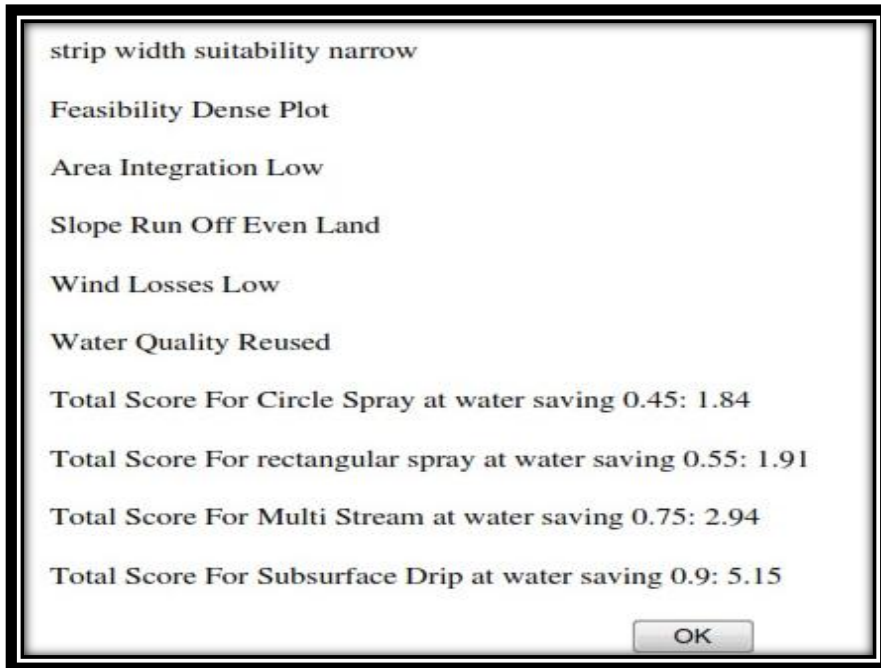 strip width suitability narrow
Feasibility Dense Plot
Area Integration Low
Slope Run Off Even Land
Wind Losses Low
Water Quality Reused
Total Score For Circle Spray at water saving 0.45: 1.84
Total Score For rectangular spray at water saving 0.55: 1.91
Total Score For Multi Stream at water saving 0.75: 2.94
Total Score For Subsurface Drip at water saving 0.9: 5.15
OK